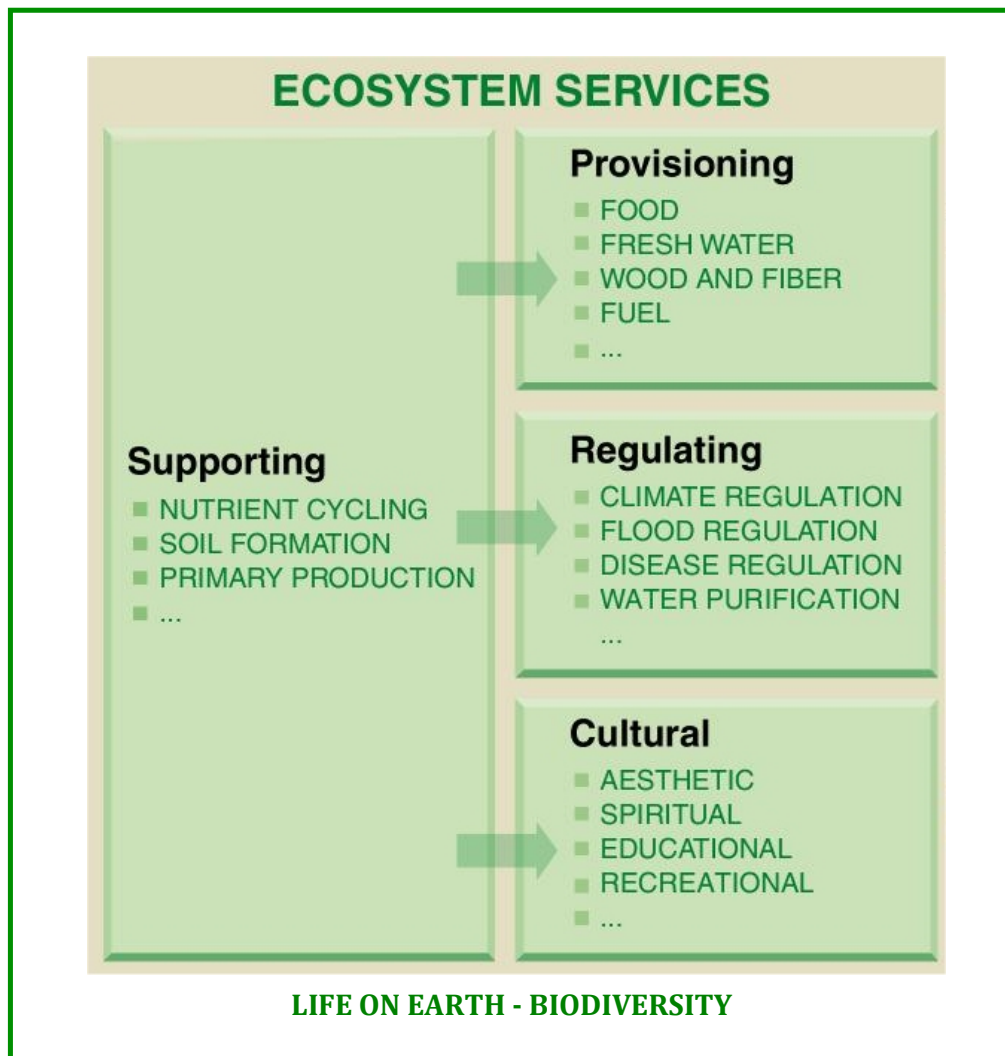 ECOSYSTEM SERVICES
Supporting
NUTRIENT CYCLING
SOIL FORMATION
PRIMARY PRODUCTION
...
Provisioning
FOOD
FRESH WATER
WOOD AND FIBER
FUEL
...
Regulating
CLIMATE REGULATION
FLOOD REGULATION
DISEASE REGULATION
WATER PURIFICATION
...
Cultural
AESTHETIC
SPIRITUAL
EDUCATIONAL
RECREATIONAL
...
LIFE ON EARTH - BIODIVERSITY